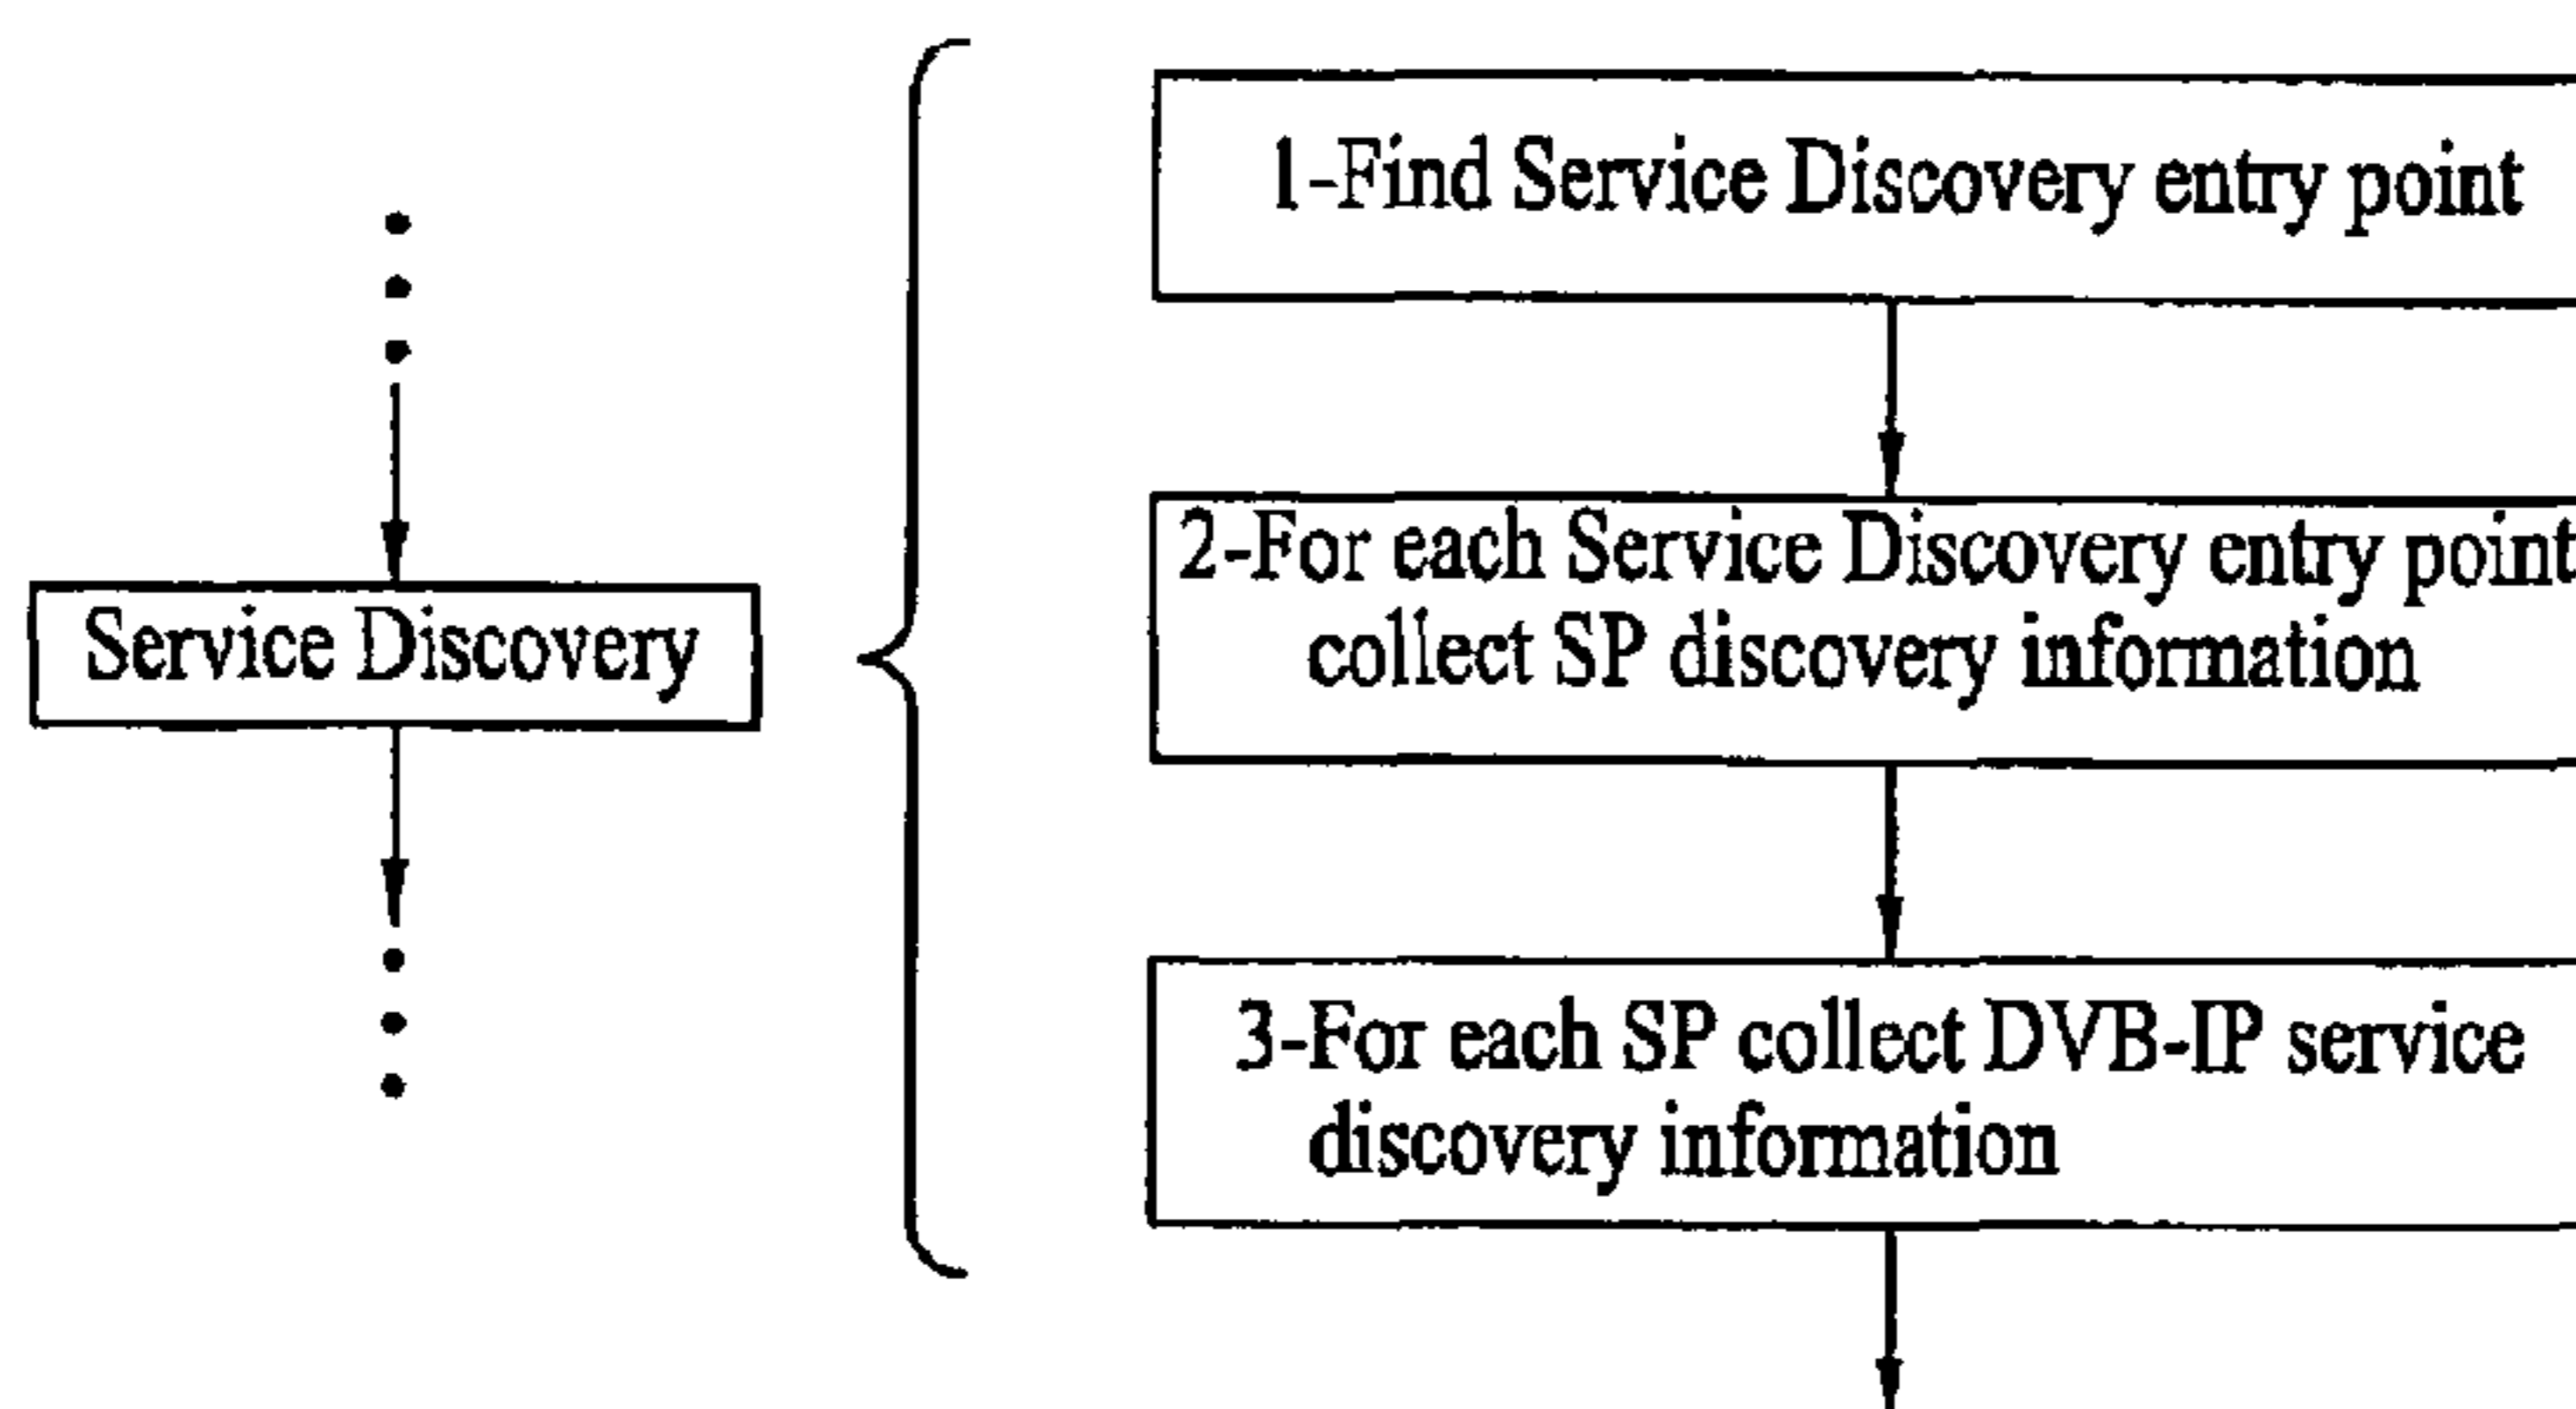 Service Discovery
1-Find Service Discovery entry point
2-For each Service Discovery entry point
collect SP discovery information
3-For each SP collect DVB-IP service
discovery information